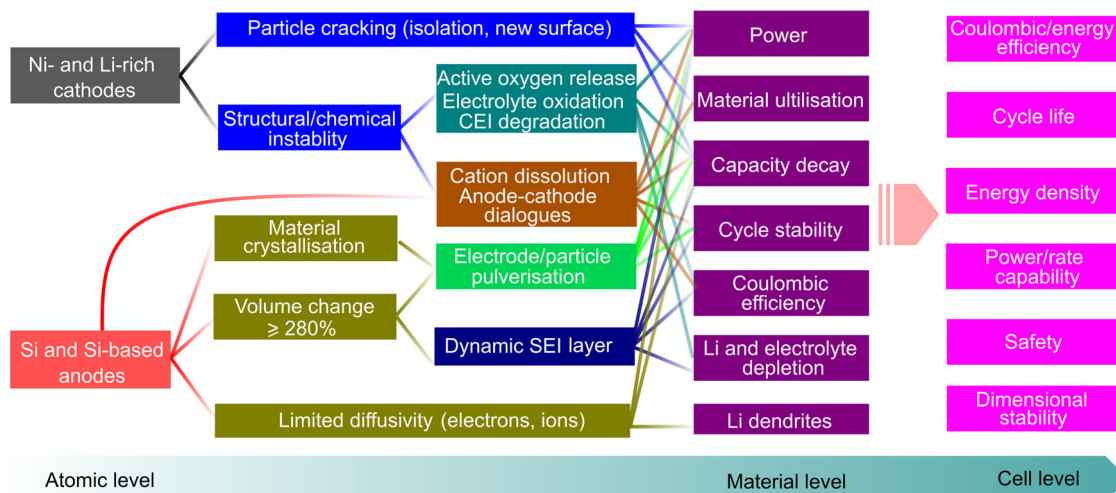 Ni- and Li-rich
cathodes
Si and Si-based
anodes
Particle cracking (isolation, new surface)
Structural/chemical
instablity
Material
crystallisation
Volume change
⩾ 280%
Limited diffusivity (electrons, ions)
Active oxygen release
Electrolyte oxidation
CEI degradation
Cation dissolution
Anode-cathode
dialogues
Electrode/particle
pulverisation
Dynamic SEI layer
Power
Material ultilisation
Capacity decay
Cycle stability
Coulombic
efficiency
Li and electrolyte
depletion
Li dendrites
Coulombic/energy
efficiency
Cycle life
Energy density
Power/rate
capability
Safety
Dimensional
stability
Atomic level
Material level
Cell level